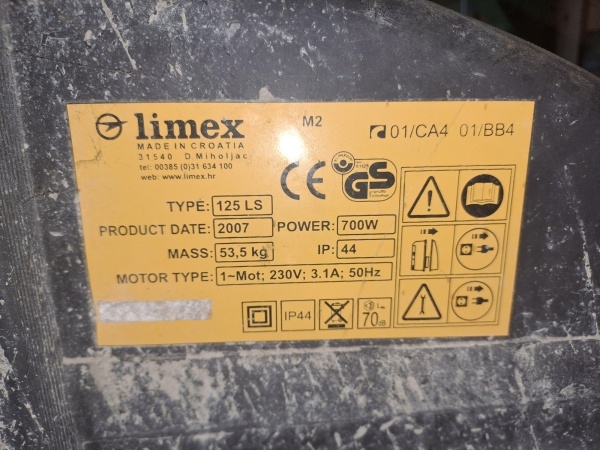 limex
M2
01/CA4 01/BB4
MADE IN CROATIA
31540 D.Miholjac
tel: 00385(0)31 634 100
web: www.limex.hr
CE
GS
TYPE: 125 LS
PRODUCT DATE: 2007 POWER: 700W
MASS: 53,5 kg IP: 44
MOTOR TYPE: 1~Mot; 230V; 3.1A; 50Hz
IP44
70dB